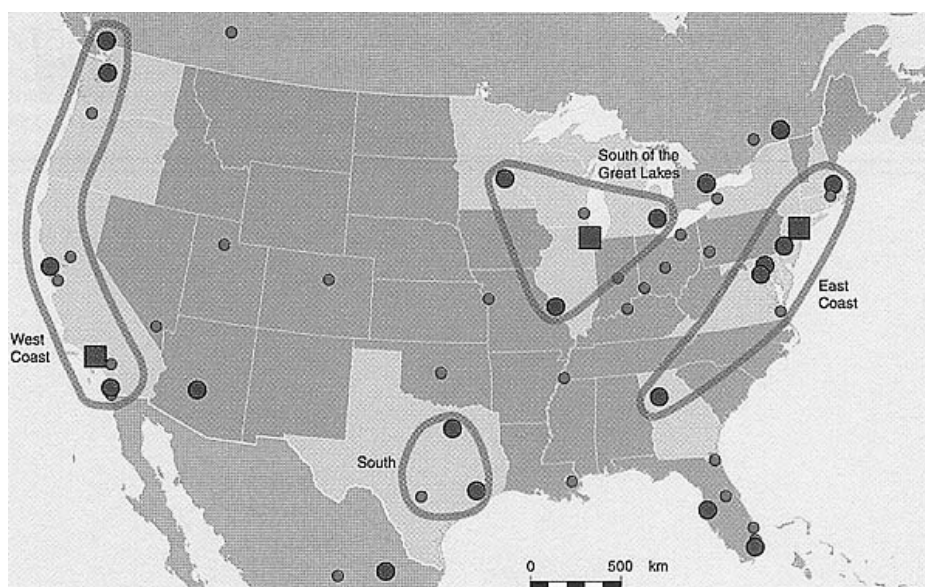 South of the
Great Lakes
East
Coast
West
Coast
South
0 500 km